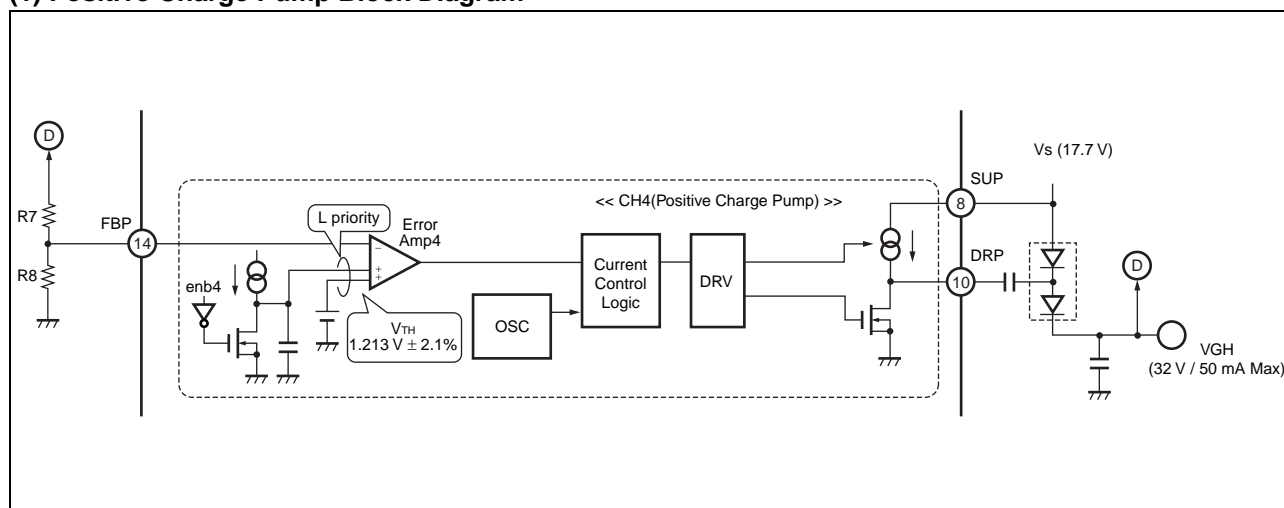 (1) Positive Charge Pump Block Diagram
D
R7
R8
FBP
14
L priority
Error
Amp4
enb4
VTH
1.213 V ± 2.1%
<< CH4(Positive Charge Pump) >>
OSC
Current
Control
Logic
DRV
Vs (17.7 V)
SUP
8
DRP
10
D
VGH
(32 V / 50 mA Max)